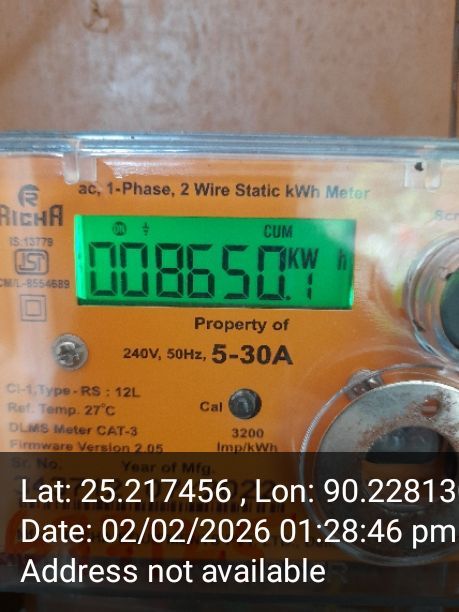 ac, 1-Phase, 2 Wire Static kWh Meter
RICHA
IS:13779
ISI
CM/L-8554689
ON
CUM
008650.1 KW h
Scr
Property of
240V, 50Hz, 5-30A
Cl-1, Type - RS : 12L
Ref. Temp. 27°C
Cal
DLMS Meter CAT-3
3200
Firmware Version 2.05
Imp/kWh
Sr. No.
Year of Mfg.
Lat: 25.217456 , Lon: 90.22813
Date: 02/02/2026 01:28:46 pm
Address not available